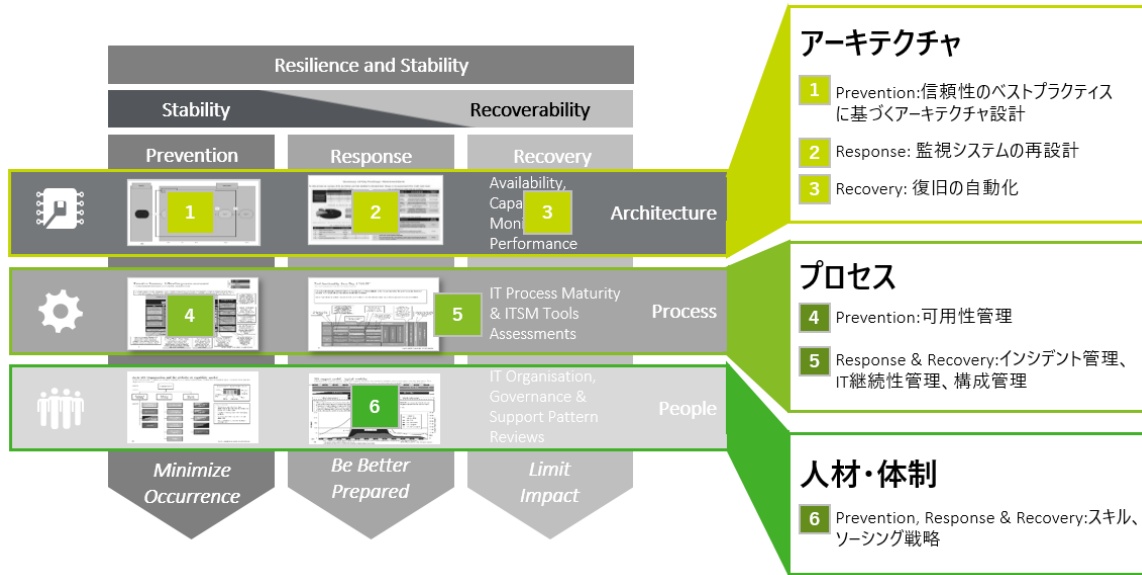 Resilience and Stability
Stability
Recoverability
Prevention
Response
Recovery
1
2
Availability,
Capa
Moni
Performance
3
Architecture
4
5
IT Process Maturity
& ITSM Tools
Assessments
Process
6
IT Organisation,
Governance &
Support Pattern
Reviews
People
Minimize
Occurrence
Be Better
Prepared
Limit
Impact
アーキテクチャ
1 Prevention:信頼性のベストプラクティス
に基づくアーキテクチャ設計
2 Response: 監視システムの再設計
3 Recovery: 復旧の自動化
プロセス
4 Prevention:可用性管理
5 Response & Recovery:インシデント管理、
IT継続性管理、構成管理
人材・体制
6 Prevention, Response & Recovery:スキル、
ソーシング戦略